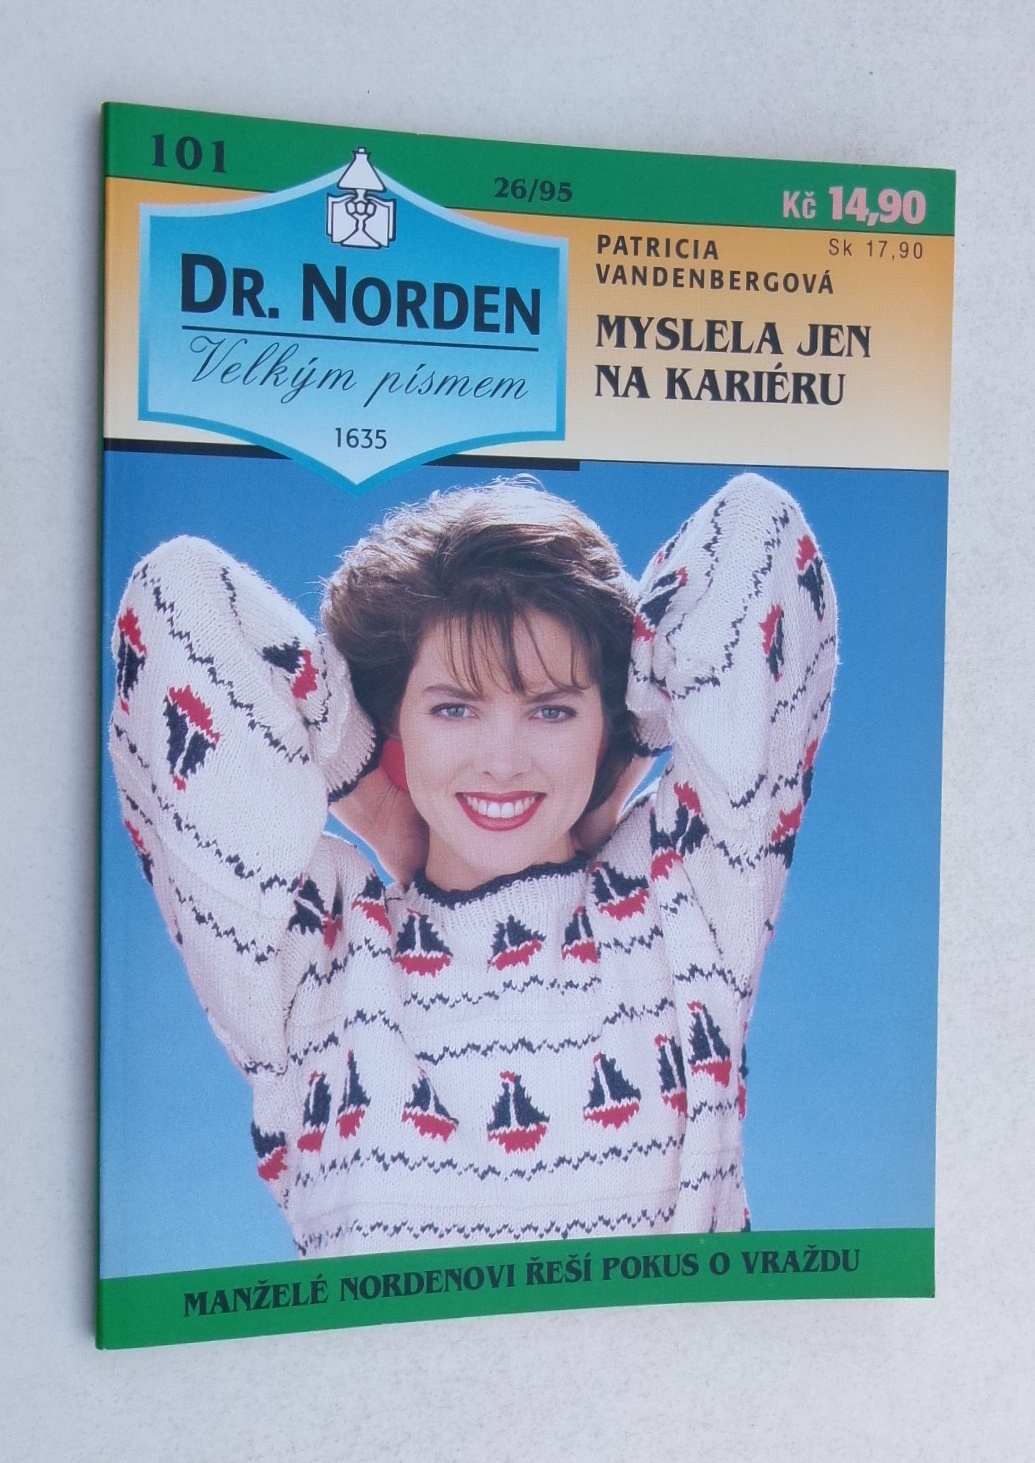 101
26/95
Kč 14,90
Sk 17,90
DR. NORDEN
Velkým písmem
1635
PATRICIA
VANDENBERGOVÁ
MYSLELA JEN
NA KARIÉRU
MANŽELÉ NORDENOVI ŘEŠÍ POKUS O VRAŽDU